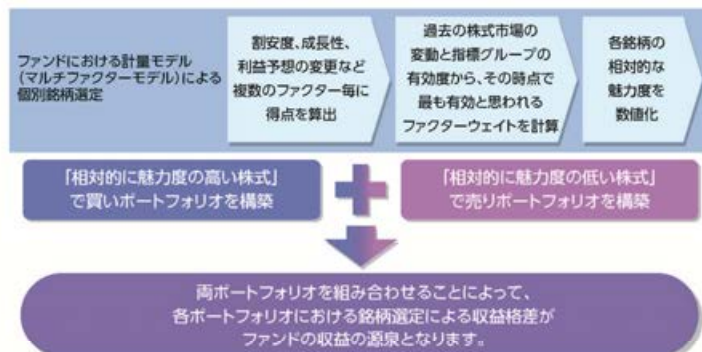 ファンドにおける計量モデル
(マルチファクターモデル)による
個別銘柄選定
割安度、成長性、
利益予想の変更など
複数のファクター毎に
得点を算出
過去の株式市場の
変動と指標グループの
有効度から、その時点で
最も有効と思われる
ファクターウェイトを計算
各銘柄の
相対的な
魅力度を
数値化
「相対的に魅力度の高い株式」
で買いポートフォリオを構築
「相対的に魅力度の低い株式」
で売りポートフォリオを構築
両ポートフォリオを組み合わせることによって、
各ポートフォリオにおける銘柄選定による収益格差が
ファンドの収益の源泉となります。